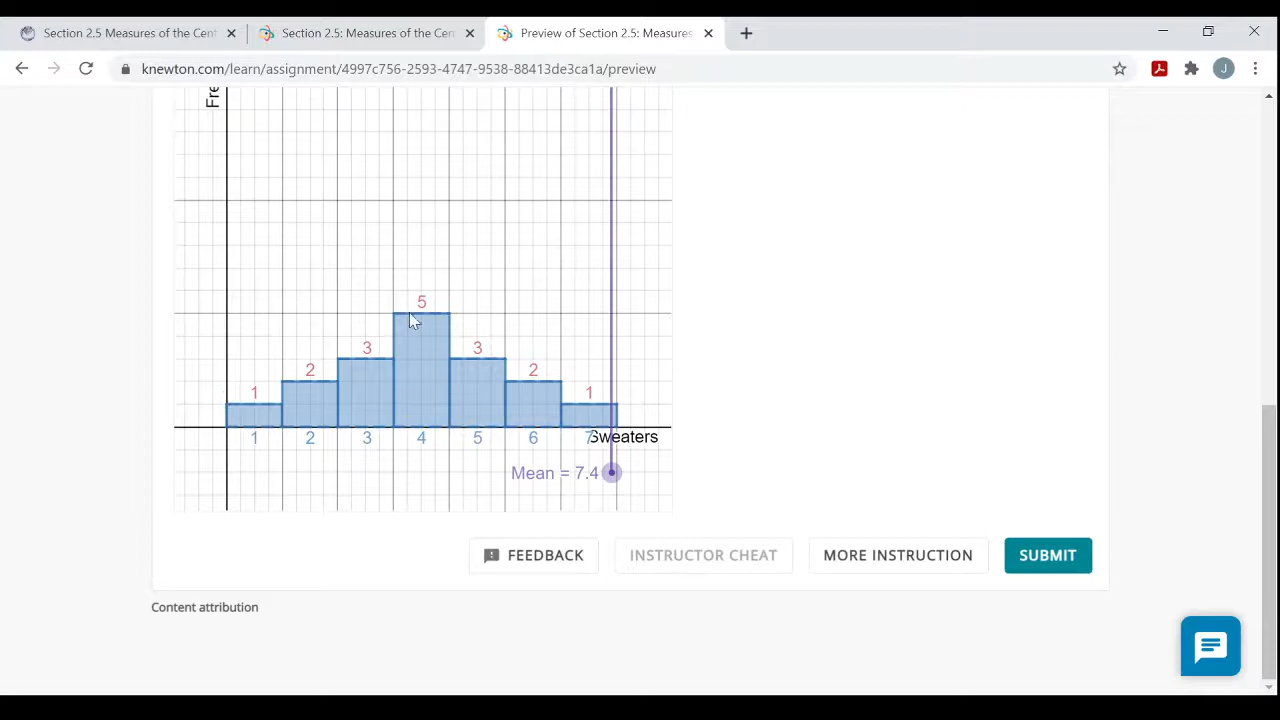 Section 2.5 Measures of the Cent
Section 2.5: Measures of the Cen
Preview of Section 2.5: Measures
knewton.com/learn/assignment/4997c756-2593-4747-9538-88413de3ca1a/preview
J
Fre
5
3 3
2 2
1 1
1 2 3 4 5 6 7 Sweaters
Mean = 7.4
FEEDBACK
INSTRUCTOR CHEAT
MORE INSTRUCTION
SUBMIT
Content attribution